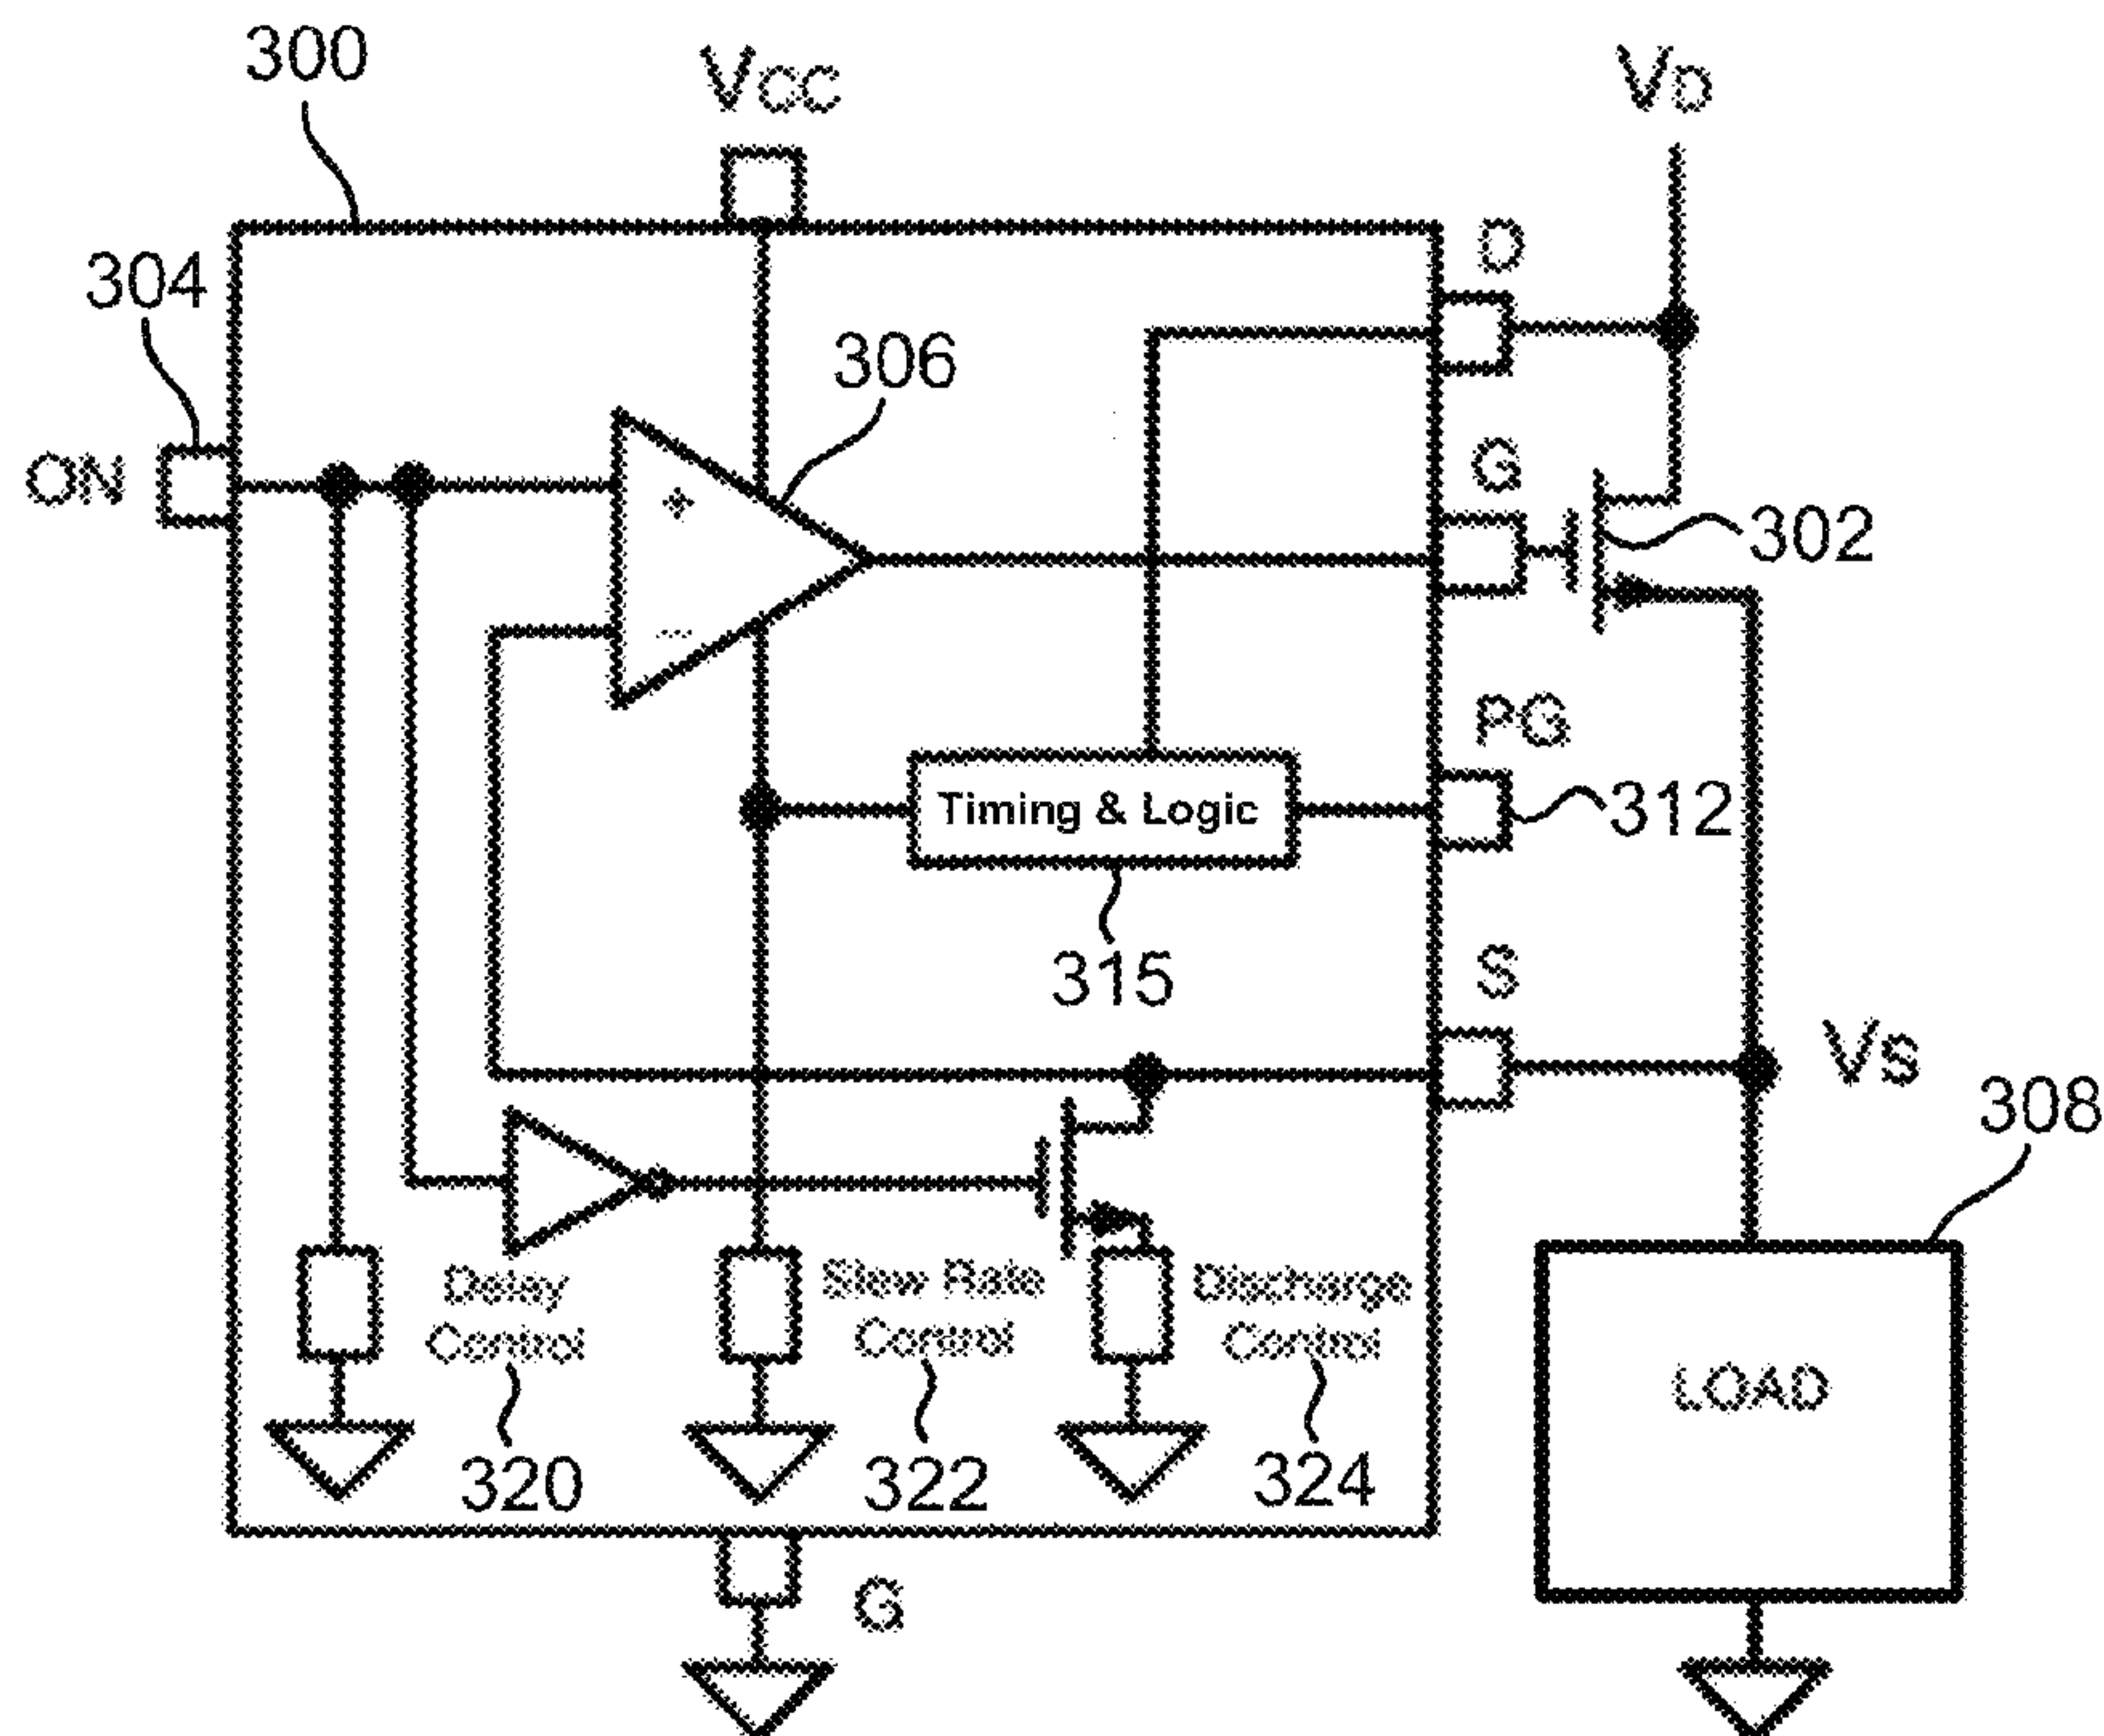 300
VCC
VD
304
D
306
G
ON
+
302
−
PG
Timing & Logic
312
315
S
VS
308
Delay
Control
Slew Rate
Control
Discharge
Control
LOAD
320
322
324
G